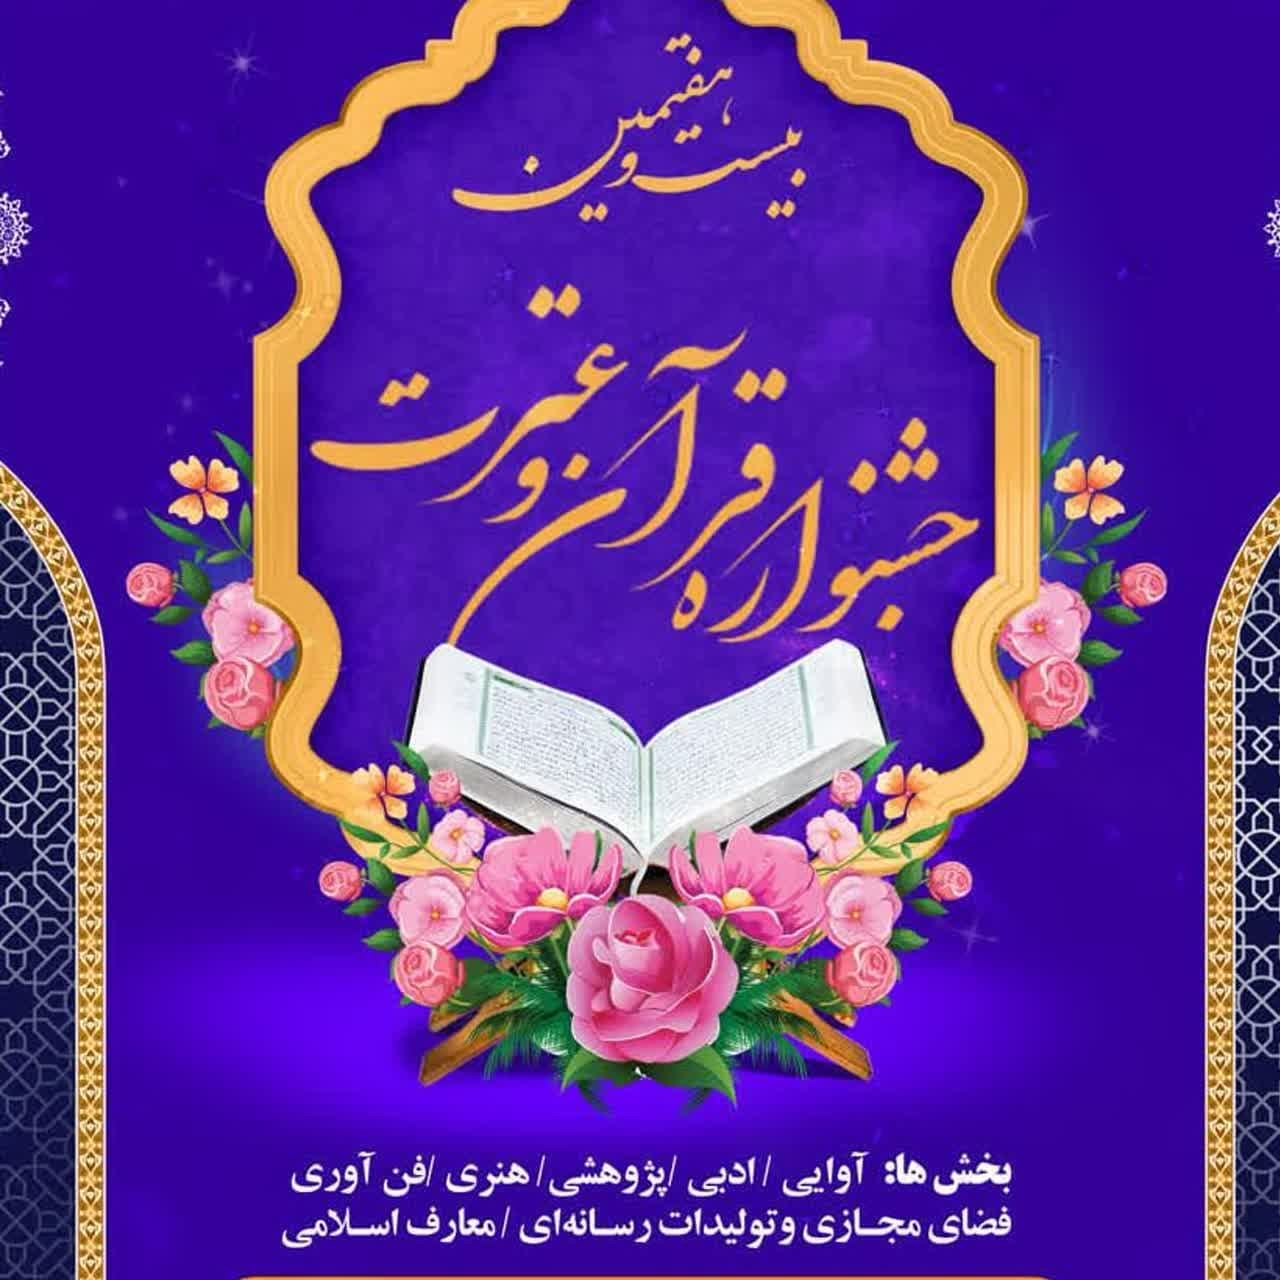 بیست و هفتمین
جشنواره قرآن و عترت
بخش ها: آوایی / ادبی /پژوهشی/ هنری /فن آوری
فضای مجازی و تولیدات رسانه‌ای / معارف اسلامی